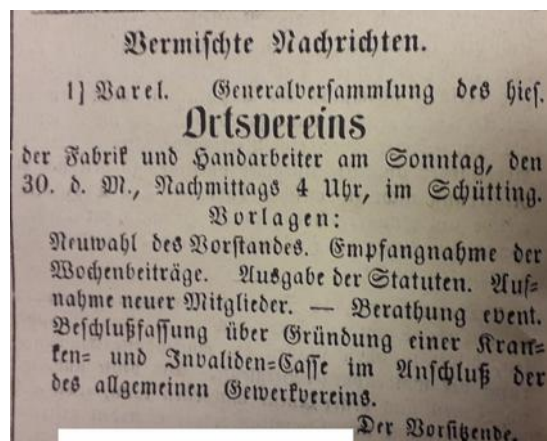 Vermischte Nachrichten.
1] Varel. Generalversammlung des hies.
Ortsvereins
der Fabrik und Handarbeiter am Sonntag, den
30. d. M., Nachmittags 4 Uhr, im Schütting.
Vorlagen:
Neuwahl des Vorstandes. Empfangnahme der
Wochenbeiträge. Ausgabe der Statuten. Auf=
nahme neuer Mitglieder. — Berathung event.
Beschlußfassung über Gründung einer Kran=
ken= und Invaliden=Casse im Anschluß der
des allgemeinen Gewerkvereins.
Der Vorsitzende.